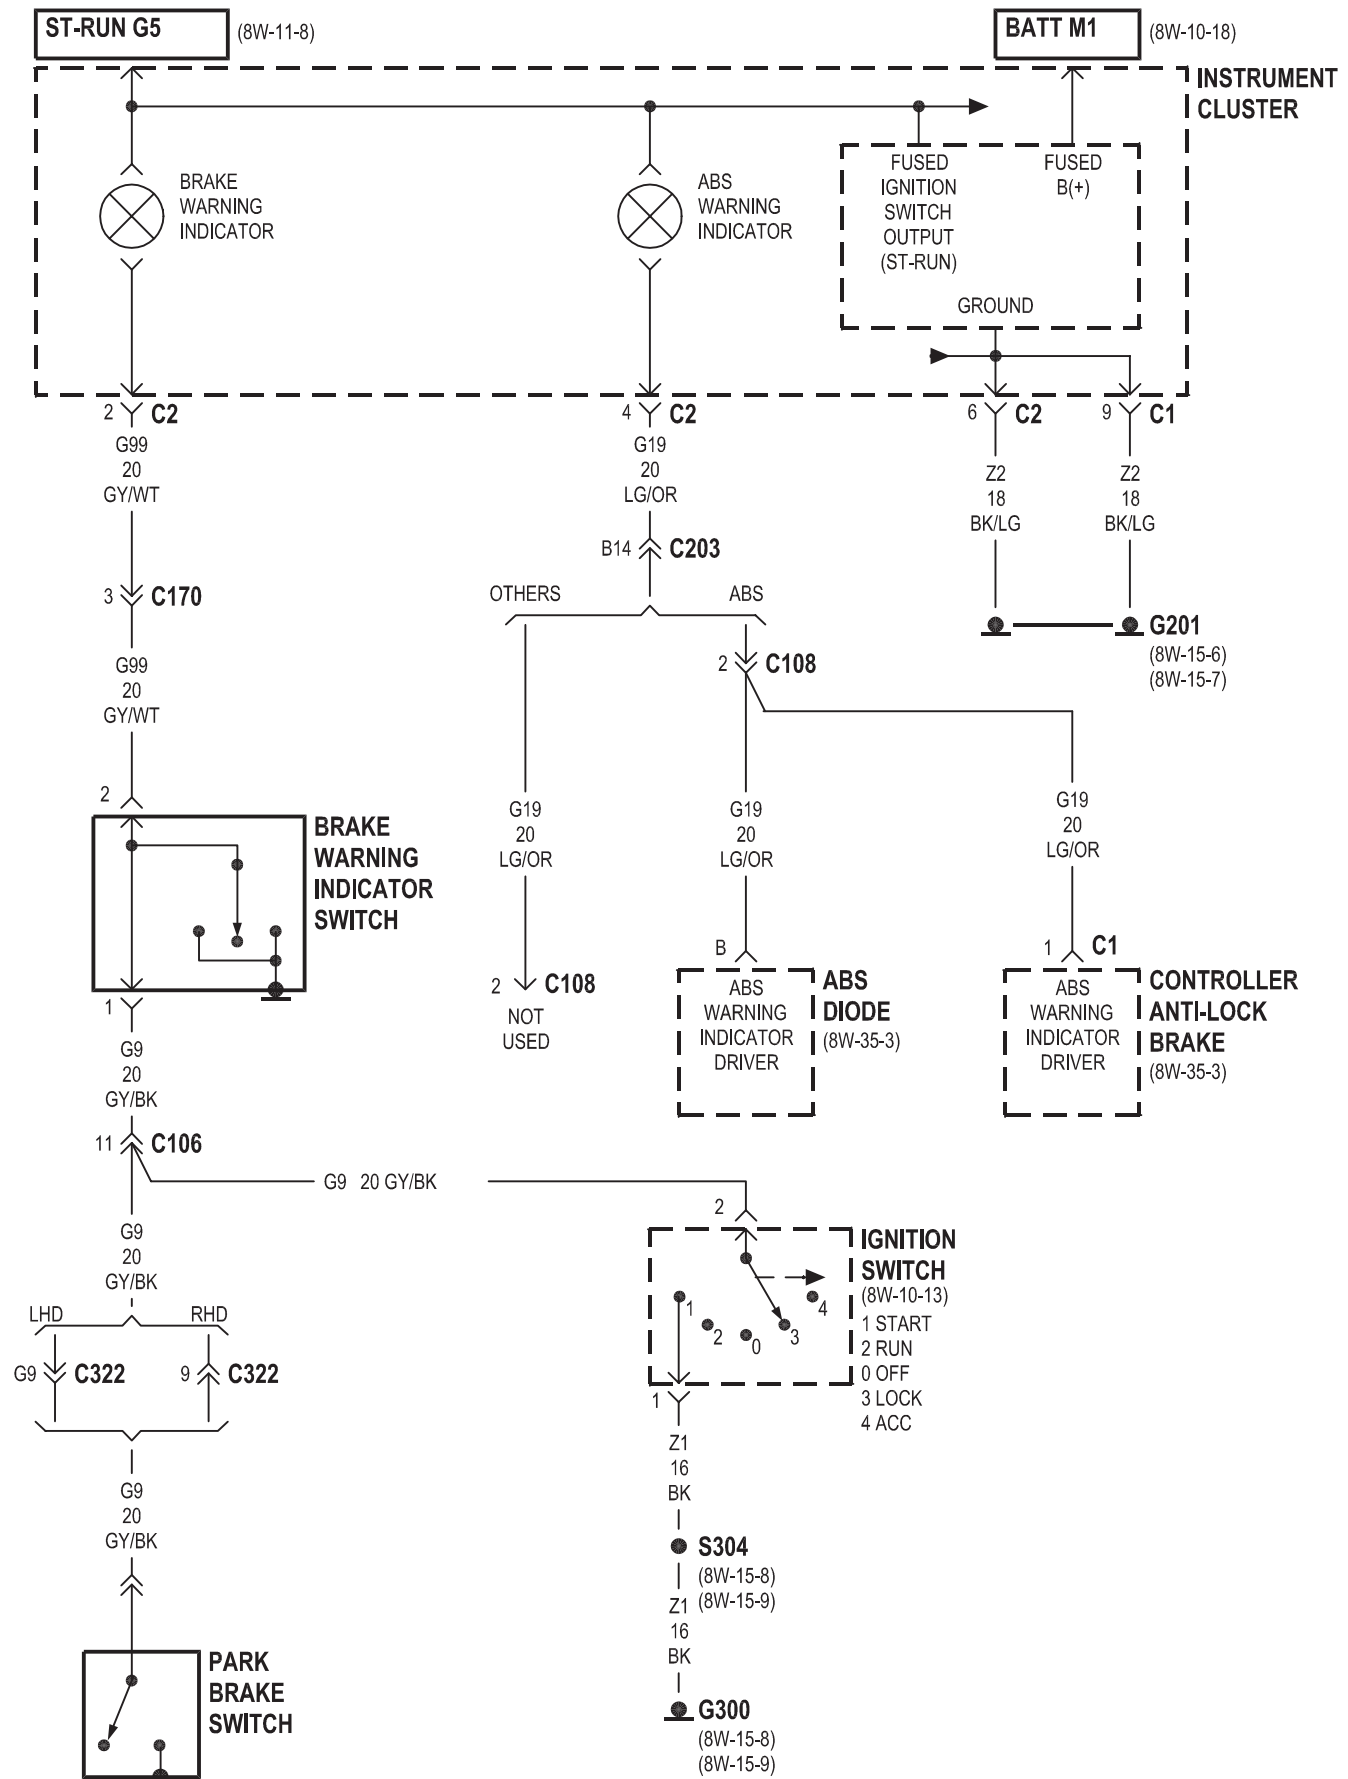 ST-RUN G5
(8W-11-8)
BATT M1
(8W-10-18)
INSTRUMENT
CLUSTER
BRAKE
WARNING
INDICATOR
ABS
WARNING
INDICATOR
FUSED
IGNITION
SWITCH
OUTPUT
(ST-RUN)
FUSED
B(+)
GROUND
2 C2
4 C2
6 C2
9 C1
G99
20
GY/WT
G19
20
LG/OR
Z2
18
BK/LG
Z2
18
BK/LG
B14 C203
3 C170
OTHERS
ABS
G201
(8W-15-6)
(8W-15-7)
2 C108
G99
20
GY/WT
2
BRAKE
WARNING
INDICATOR
SWITCH
G19
20
LG/OR
G19
20
LG/OR
G19
20
LG/OR
2 C108
NOT
USED
B
ABS
WARNING
INDICATOR
DRIVER
ABS
DIODE
(8W-35-3)
1 C1
ABS
WARNING
INDICATOR
DRIVER
CONTROLLER
ANTI-LOCK
BRAKE
(8W-35-3)
1
G9
20
GY/BK
11 C106
G9 20 GY/BK
2
G9
20
GY/BK
IGNITION
SWITCH
(8W-10-13)
1 START
2 RUN
0 OFF
3 LOCK
4 ACC
1
2
0
3
4
LHD
RHD
G9 C322
9 C322
1
Z1
16
BK
G9
20
GY/BK
S304
(8W-15-8)
(8W-15-9)
Z1
16
BK
PARK
BRAKE
SWITCH
G300
(8W-15-8)
(8W-15-9)